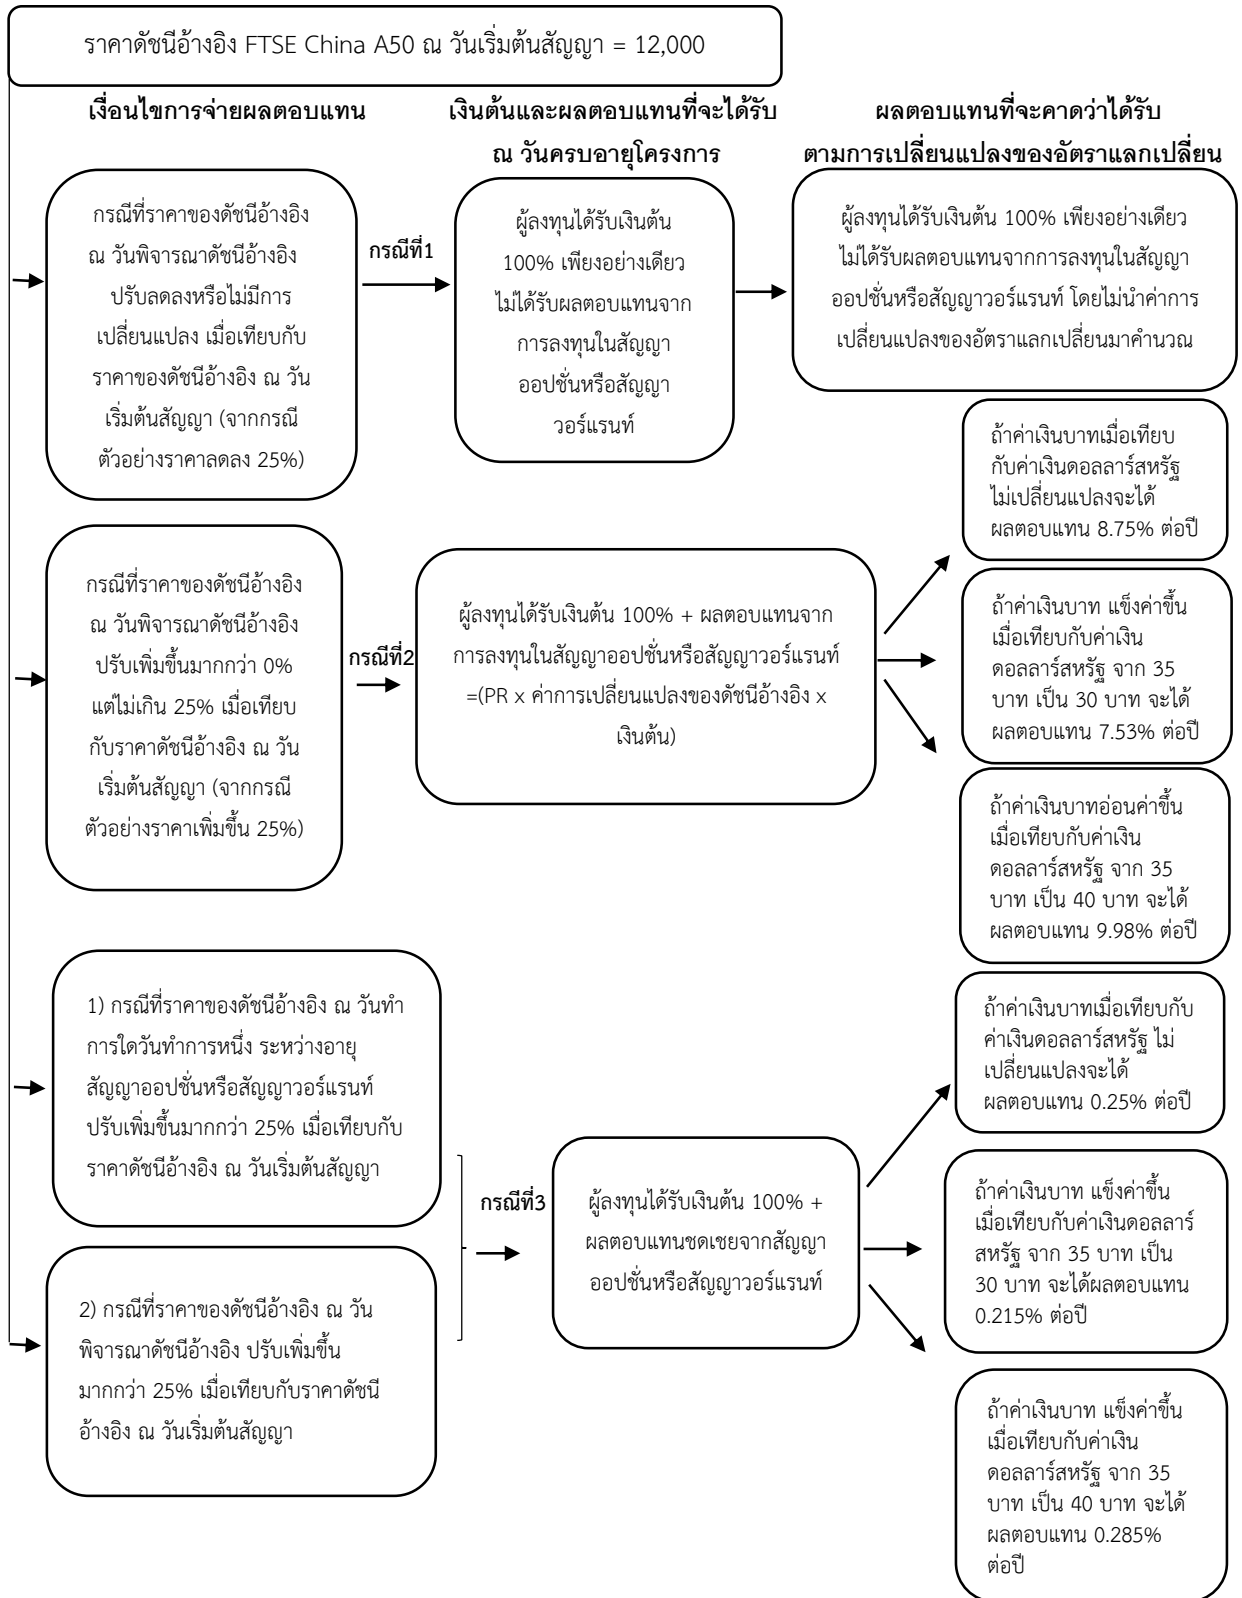 ราคาดัชนีอ้างอิง FTSE China A50 ณ วันเริ่มต้นสัญญา = 12,000
เงื่อนไขการจ่ายผลตอบแทน
เงินต้นและผลตอบแทนที่จะได้รับ
ณ วันครบอายุโครงการ
ผลตอบแทนที่จะคาดว่าได้รับ
ตามการเปลี่ยนแปลงของอัตราแลกเปลี่ยน
กรณีที่ราคาของดัชนีอ้างอิง
ณ วันพิจารณาดัชนีอ้างอิง
ปรับลดลงหรือไม่มีการ
เปลี่ยนแปลง เมื่อเทียบกับ
ราคาของดัชนีอ้างอิง ณ วัน
เริ่มต้นสัญญา (จากกรณี
ตัวอย่างราคาลดลง 25%)
กรณีที่1
ผู้ลงทุนได้รับเงินต้น
100% เพียงอย่างเดียว
ไม่ได้รับผลตอบแทนจาก
การลงทุนในสัญญา
ออปชั่นหรือสัญญา
วอร์แรนท์
ผู้ลงทุนได้รับเงินต้น 100% เพียงอย่างเดียว
ไม่ได้รับผลตอบแทนจากการลงทุนในสัญญา
ออปชั่นหรือสัญญาวอร์แรนท์ โดยไม่นำค่าการ
เปลี่ยนแปลงของอัตราแลกเปลี่ยนมาคำนวณ
กรณีที่ราคาของดัชนีอ้างอิง
ณ วันพิจารณาดัชนีอ้างอิง
ปรับเพิ่มขึ้นมากกว่า 0%
แต่ไม่เกิน 25% เมื่อเทียบ
กับราคาดัชนีอ้างอิง ณ วัน
เริ่มต้นสัญญา (จากกรณี
ตัวอย่างราคาเพิ่มขึ้น 25%)
กรณีที่2
ผู้ลงทุนได้รับเงินต้น 100% + ผลตอบแทนจาก
การลงทุนในสัญญาออปชั่นหรือสัญญาวอร์แรนท์
=(PR x ค่าการเปลี่ยนแปลงของดัชนีอ้างอิง x
เงินต้น)
ถ้าค่าเงินบาทเมื่อเทียบ
กับค่าเงินดอลลาร์สหรัฐ
ไม่เปลี่ยนแปลงจะได้
ผลตอบแทน 8.75% ต่อปี
ถ้าค่าเงินบาท แข็งค่าขึ้น
เมื่อเทียบกับค่าเงิน
ดอลลาร์สหรัฐ จาก 35
บาท เป็น 30 บาท จะได้
ผลตอบแทน 7.53% ต่อปี
ถ้าค่าเงินบาทอ่อนค่าขึ้น
เมื่อเทียบกับค่าเงิน
ดอลลาร์สหรัฐ จาก 35
บาท เป็น 40 บาท จะได้
ผลตอบแทน 9.98% ต่อปี
1) กรณีที่ราคาของดัชนีอ้างอิง ณ วันทำ
การใดวันทำการหนึ่ง ระหว่างอายุ
สัญญาออปชั่นหรือสัญญาวอร์แรนท์
ปรับเพิ่มขึ้นมากกว่า 25% เมื่อเทียบกับ
ราคาดัชนีอ้างอิง ณ วันเริ่มต้นสัญญา
2) กรณีที่ราคาของดัชนีอ้างอิง ณ วัน
พิจารณาดัชนีอ้างอิง ปรับเพิ่มขึ้น
มากกว่า 25% เมื่อเทียบกับราคาดัชนี
อ้างอิง ณ วันเริ่มต้นสัญญา
กรณีที่3
ผู้ลงทุนได้รับเงินต้น 100% +
ผลตอบแทนชดเชยจากสัญญา
ออปชั่นหรือสัญญาวอร์แรนท์
ถ้าค่าเงินบาทเมื่อเทียบกับ
ค่าเงินดอลลาร์สหรัฐ ไม่
เปลี่ยนแปลงจะได้
ผลตอบแทน 0.25% ต่อปี
ถ้าค่าเงินบาท แข็งค่าขึ้น
เมื่อเทียบกับค่าเงินดอลลาร์
สหรัฐ จาก 35 บาท เป็น
30 บาท จะได้ผลตอบแทน
0.215% ต่อปี
ถ้าค่าเงินบาท แข็งค่าขึ้น
เมื่อเทียบกับค่าเงิน
ดอลลาร์สหรัฐ จาก 35
บาท เป็น 40 บาท จะได้
ผลตอบแทน 0.285%
ต่อปี